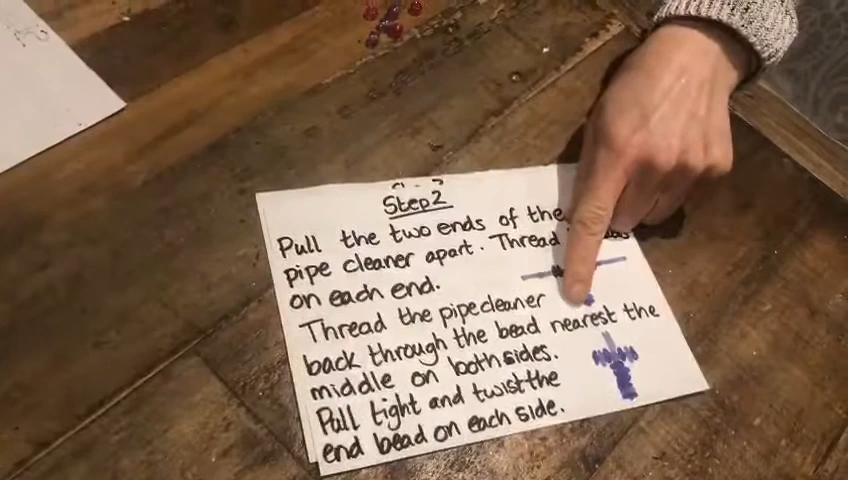 Step 2
Pull the two ends of the
pipe cleaner apart. Thread
on each end.
Thread the pipecleaner
back through the bead nearest the
middle on both sides.
Pull tight and twist the
end bead on each side.